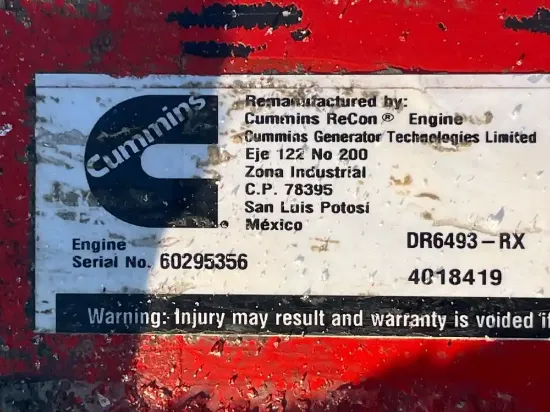 Cummins
Remanufactured by:
Cummins ReCon® Engine
Cummins Generator Technologies Limited
Eje 122 No 200
Zona Industrial
C.P. 78395
San Luis Potosí
México
Engine
Serial No. 60295356
DR6493-RX
4018419
Warning: Injury may result and warranty is voided if